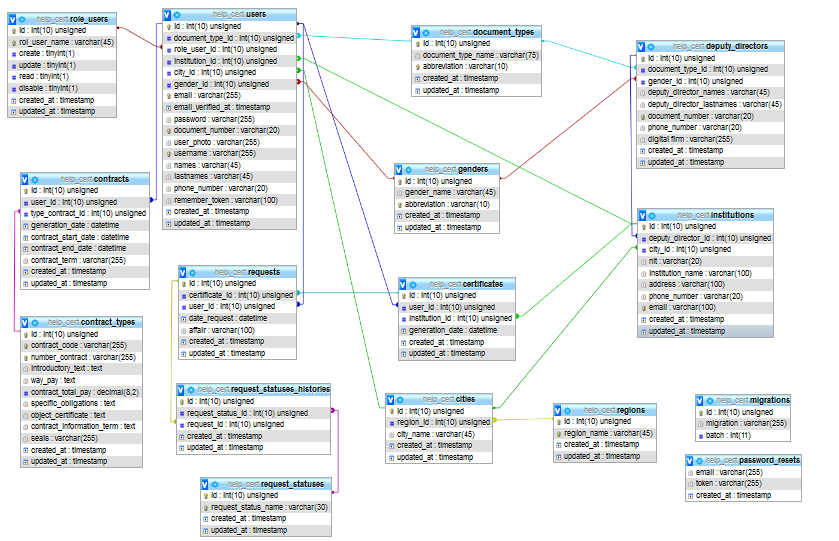 help_cert role_users
id : int(10) unsigned
rol_user_name : varchar(45)
create : tinyint(1)
update : tinyint(1)
read : tinyint(1)
disable : tinyint(1)
created_at : timestamp
updated_at : timestamp
help_cert users
id : int(10) unsigned
document_type_id : int(10) unsigned
role_user_id : int(10) unsigned
institution_id : int(10) unsigned
city_id : int(10) unsigned
gender_id : int(10) unsigned
email : varchar(255)
email_verified_at : timestamp
password : varchar(255)
document_number : varchar(20)
user_photo : varchar(255)
username : varchar(255)
names : varchar(45)
lastnames : varchar(45)
phone_number : varchar(20)
remember_token : varchar(100)
created_at : timestamp
updated_at : timestamp
help_cert document_types
id : int(10) unsigned
document_type_name : varchar(75)
abbreviation : varchar(10)
created_at : timestamp
updated_at : timestamp
help_cert deputy_directors
id : int(10) unsigned
document_type_id : int(10) unsigned
gender_id : int(10) unsigned
deputy_director_names : varchar(45)
deputy_director_lastnames : varchar(45)
document_number : varchar(20)
phone_number : varchar(20)
digital_firm : varchar(255)
created_at : timestamp
updated_at : timestamp
help_cert contracts
id : int(10) unsigned
user_id : int(10) unsigned
type_contract_id : int(10) unsigned
generation_date : datetime
contract_start_date : datetime
contract_end_date : datetime
contract_term : varchar(255)
created_at : timestamp
updated_at : timestamp
help_cert genders
id : int(10) unsigned
gender_name : varchar(45)
abbreviation : varchar(10)
created_at : timestamp
updated_at : timestamp
help_cert institutions
id : int(10) unsigned
deputy_director_id : int(10) unsigned
city_id : int(10) unsigned
nit : varchar(20)
institution_name : varchar(100)
address : varchar(100)
phone_number : varchar(20)
email : varchar(100)
created_at : timestamp
updated_at : timestamp
help_cert requests
id : int(10) unsigned
certificate_id : int(10) unsigned
user_id : int(10) unsigned
date_request : datetime
affair : varchar(100)
created_at : timestamp
updated_at : timestamp
help_cert certificates
id : int(10) unsigned
user_id : int(10) unsigned
institution_id : int(10) unsigned
generation_date : datetime
created_at : timestamp
updated_at : timestamp
help_cert contract_types
id : int(10) unsigned
contract_code : varchar(255)
number_contract : varchar(255)
introductory_text : text
way_pay : text
contract_total_pay : decimal(8,2)
specific_obligations : text
object_certificate : text
contract_information_term : text
seals : varchar(255)
created_at : timestamp
updated_at : timestamp
help_cert request_statuses_histories
id : int(10) unsigned
request_status_id : int(10) unsigned
request_id : int(10) unsigned
created_at : timestamp
updated_at : timestamp
help_cert cities
id : int(10) unsigned
region_id : int(10) unsigned
city_name : varchar(45)
created_at : timestamp
updated_at : timestamp
help_cert regions
id : int(10) unsigned
region_name : varchar(45)
created_at : timestamp
updated_at : timestamp
help_cert migrations
id : int(10) unsigned
migration : varchar(255)
batch : int(11)
help_cert password_resets
email : varchar(255)
token : varchar(255)
created_at : timestamp
help_cert request_statuses
id : int(10) unsigned
request_status_name : varchar(30)
created_at : timestamp
updated_at : timestamp